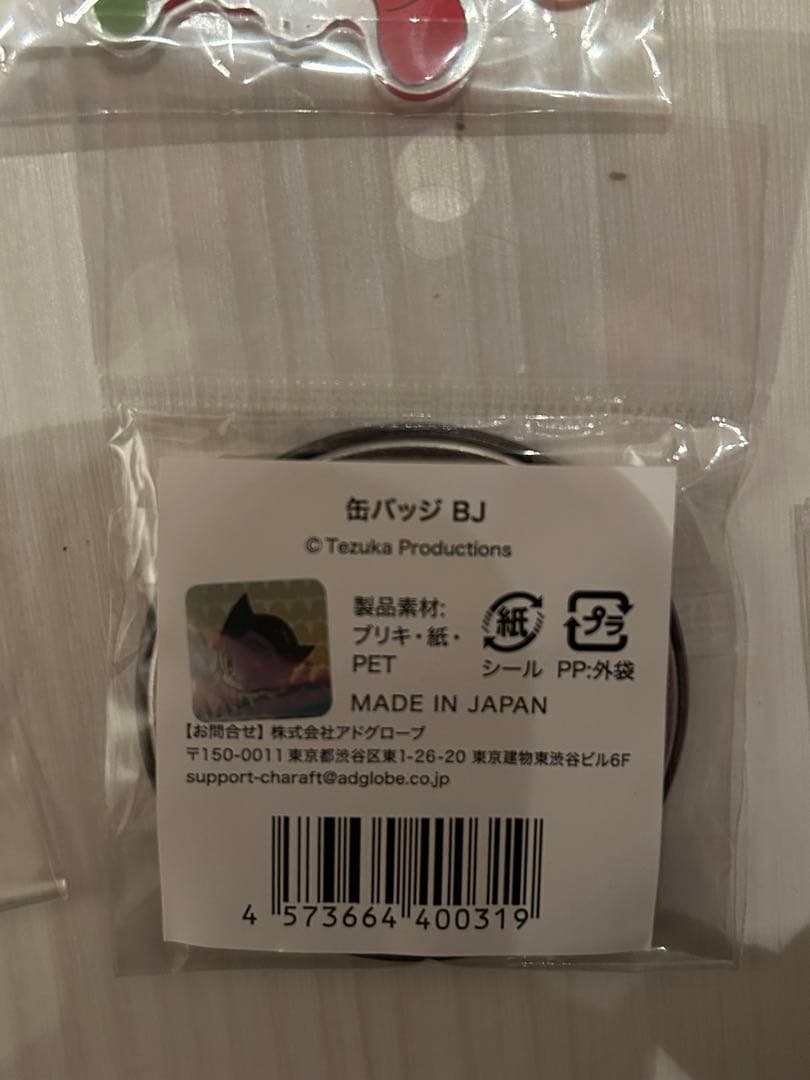 缶バッジ BJ
©Tezuka Productions
製品素材:
ブリキ・紙・
PET
紙
シール
プラ
PP:外袋
MADE IN JAPAN
【お問合せ】株式会社アドグローブ
〒150-0011 東京都渋谷区東1-26-20 東京建物東渋谷ビル6F
support-charaft@adglobe.co.jp
4 573664 400319